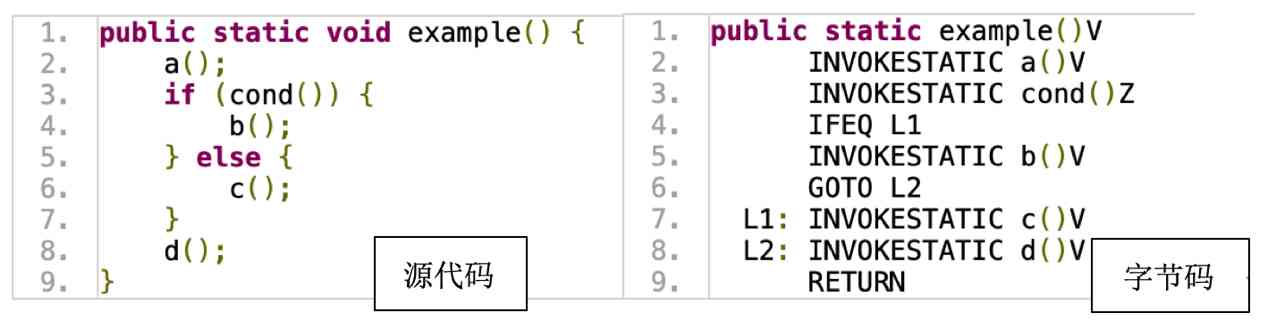 1. public static void example() {
2. a();
3. if (cond()) {
4. b();
5. } else {
6. c();
7. }
8. d();
9. }
源代码
1. public static example()V
2. INVOKESTATIC a()V
3. INVOKESTATIC cond()Z
4. IFEQ L1
5. INVOKESTATIC b()V
6. GOTO L2
7. L1: INVOKESTATIC c()V
8. L2: INVOKESTATIC d()V
9. RETURN
字节码